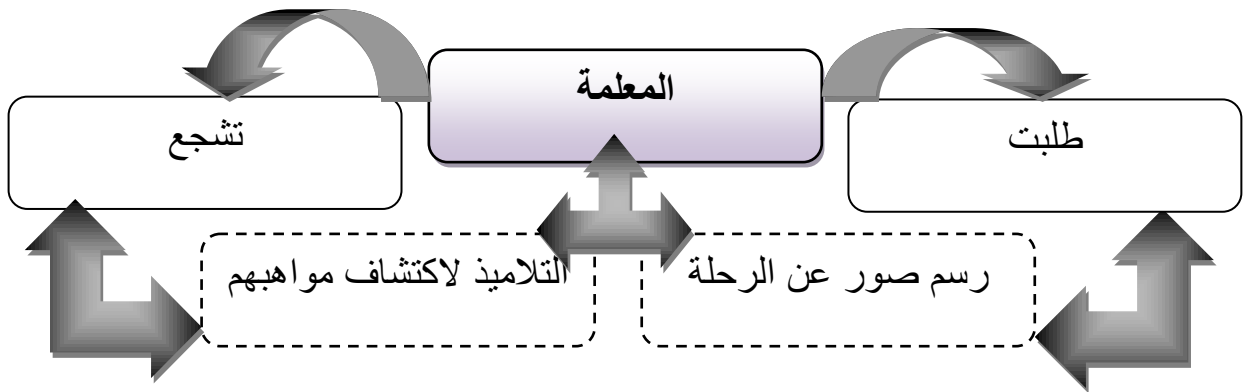 المعلمة
طلبت
تشجع
رسم صور عن الرحلة
التلاميذ لاكتشاف مواهبهم